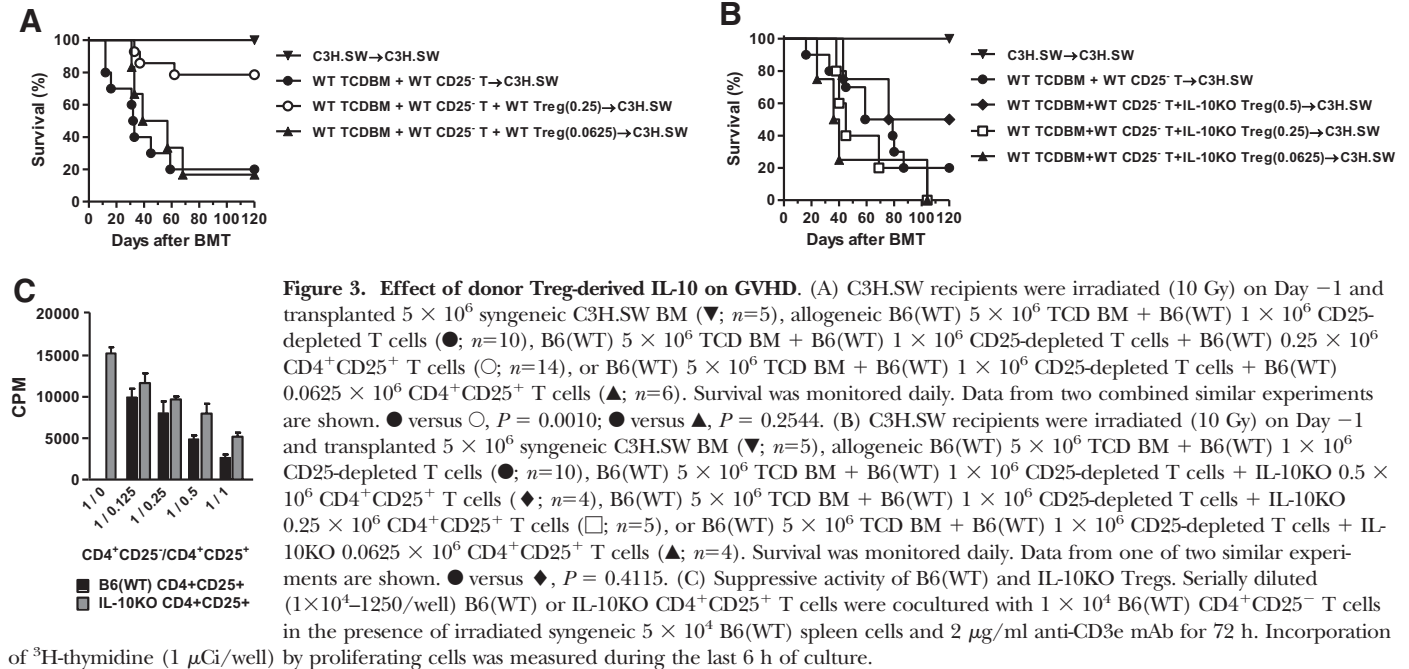 A
100
80
60
40
20
0
Survival (%)
0 20 40 60 80 100 120
Days after BMT
C3H.SW→C3H.SW
WT TCDBM + WT CD25- T→C3H.SW
WT TCDBM + WT CD25- T + WT Treg(0.25)→C3H.SW
WT TCDBM + WT CD25- T + WT Treg(0.0625)→C3H.SW
B
100
80
60
40
20
0
Survival (%)
0 20 40 60 80 100 120
Days after BMT
C3H.SW→C3H.SW
WT TCDBM + WT CD25- T→C3H.SW
WT TCDBM+WT CD25- T+IL-10KO Treg(0.5)→C3H.SW
WT TCDBM+WT CD25- T+IL-10KO Treg(0.25)→C3H.SW
WT TCDBM+WT CD25- T+IL-10KO Treg(0.0625)→C3H.SW
C
20000
15000
10000
5000
0
CPM
1 / 0 1 / 0.125 1 / 0.25 1 / 0.5 1 / 1
CD4+CD25-/CD4+CD25+
B6(WT) CD4+CD25+
IL-10KO CD4+CD25+
Figure 3. Effect of donor Treg-derived IL-10 on GVHD. (A) C3H.SW recipients were irradiated (10 Gy) on Day −1 and
transplanted 5 × 10⁶ syngeneic C3H.SW BM (▼; n=5), allogeneic B6(WT) 5 × 10⁶ TCD BM + B6(WT) 1 × 10⁶ CD25-
depleted T cells (●; n=10), B6(WT) 5 × 10⁶ TCD BM + B6(WT) 1 × 10⁶ CD25-depleted T cells + B6(WT) 0.25 × 10⁶
CD4⁺CD25⁺ T cells (○; n=14), or B6(WT) 5 × 10⁶ TCD BM + B6(WT) 1 × 10⁶ CD25-depleted T cells + B6(WT)
0.0625 × 10⁶ CD4⁺CD25⁺ T cells (▲; n=6). Survival was monitored daily. Data from two combined similar experiments
are shown. ● versus ○, P = 0.0010; ● versus ▲, P = 0.2544. (B) C3H.SW recipients were irradiated (10 Gy) on Day −1
and transplanted 5 × 10⁶ syngeneic C3H.SW BM (▼; n=5), allogeneic B6(WT) 5 × 10⁶ TCD BM + B6(WT) 1 × 10⁶
CD25-depleted T cells (●; n=10), B6(WT) 5 × 10⁶ TCD BM + B6(WT) 1 × 10⁶ CD25-depleted T cells + IL-10KO 0.5 ×
10⁶ CD4⁺CD25⁺ T cells (♦; n=4), B6(WT) 5 × 10⁶ TCD BM + B6(WT) 1 × 10⁶ CD25-depleted T cells + IL-10KO
0.25 × 10⁶ CD4⁺CD25⁺ T cells (□; n=5), or B6(WT) 5 × 10⁶ TCD BM + B6(WT) 1 × 10⁶ CD25-depleted T cells + IL-
10KO 0.0625 × 10⁶ CD4⁺CD25⁺ T cells (▲; n=4). Survival was monitored daily. Data from one of two similar experi-
ments are shown. ● versus ♦, P = 0.4115. (C) Suppressive activity of B6(WT) and IL-10KO Tregs. Serially diluted
(1×10⁴–1250/well) B6(WT) or IL-10KO CD4⁺CD25⁺ T cells were cocultured with 1 × 10⁴ B6(WT) CD4⁺CD25⁻ T cells
in the presence of irradiated syngeneic 5 × 10⁴ B6(WT) spleen cells and 2 μg/ml anti-CD3e mAb for 72 h. Incorporation
of ³H-thymidine (1 μCi/well) by proliferating cells was measured during the last 6 h of culture.